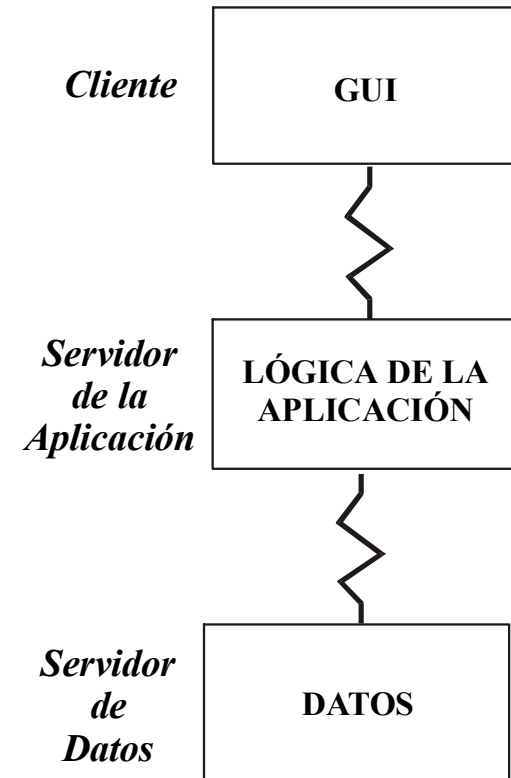 Cliente
GUI
Servidor
de la
Aplicación
LÓGICA DE LA
APLICACIÓN
Servidor
de
Datos
DATOS